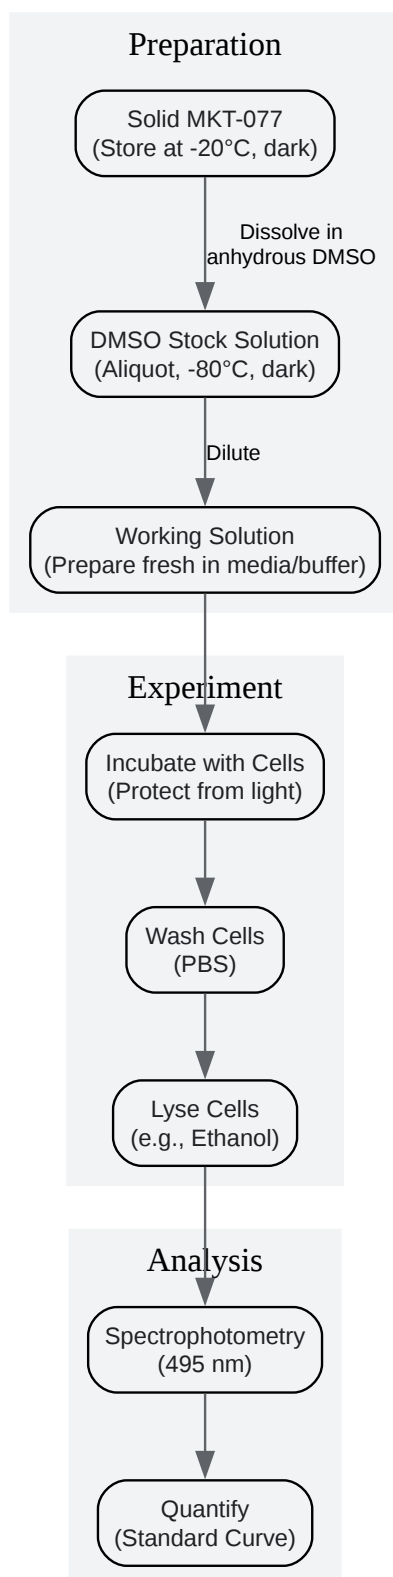 Preparation
Solid MKT-077
(Store at -20°C, dark)
Dissolve in
anhydrous DMSO
DMSO Stock Solution
(Aliquot, -80°C, dark)
Dilute
Working Solution
(Prepare fresh in media/buffer)
Experiment
Incubate with Cells
(Protect from light)
Wash Cells
(PBS)
Lyse Cells
(e.g., Ethanol)
Analysis
Spectrophotometry
(495 nm)
Quantify
(Standard Curve)